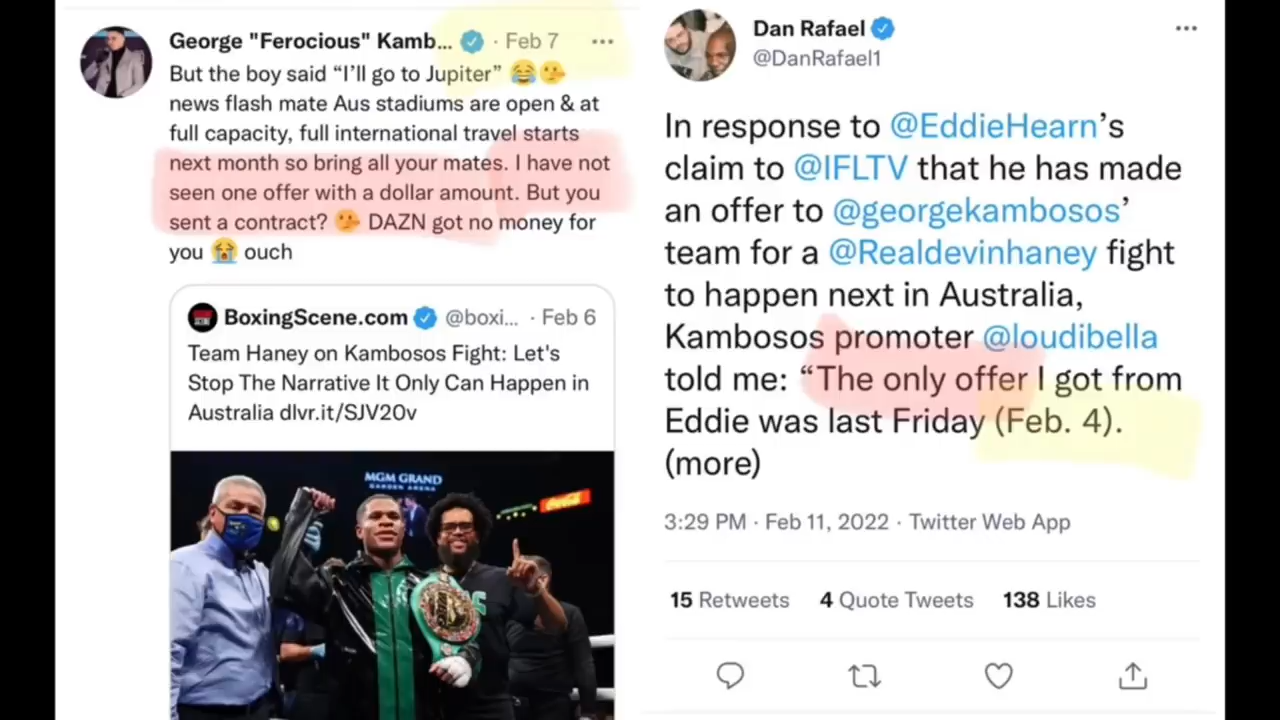 George "Ferocious" Kamb... · Feb 7
But the boy said “I’ll go to Jupiter” 😂🤫
news flash mate Aus stadiums are open & at
full capacity, full international travel starts
next month so bring all your mates. I have not
seen one offer with a dollar amount. But you
sent a contract? 🤫 DAZN got no money for
you 😭 ouch
BoxingScene.com @boxi... · Feb 6
Team Haney on Kambosos Fight: Let's
Stop The Narrative It Only Can Happen in
Australia dlvr.it/SJV20v
MGM GRAND
GARDEN ARENA
Coca-Cola
Dan Rafael
@DanRafael1
In response to @EddieHearn’s
claim to @IFLTV that he has made
an offer to @georgekambosos’
team for a @Realdevinhaney fight
to happen next in Australia,
Kambosos promoter @loudibella
told me: “The only offer I got from
Eddie was last Friday (Feb. 4).
(more)
3:29 PM · Feb 11, 2022 · Twitter Web App
15 Retweets 4 Quote Tweets 138 Likes